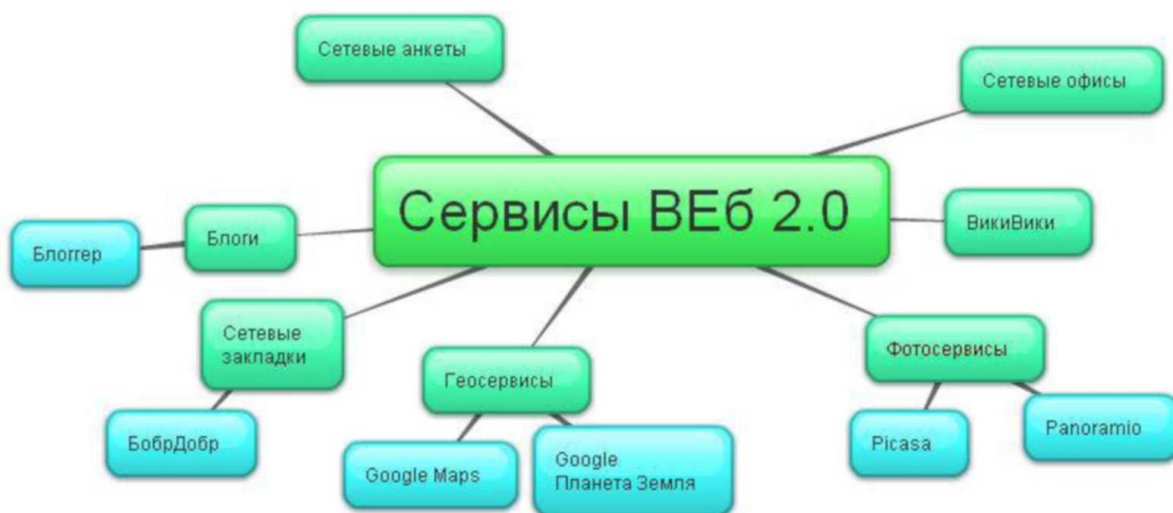 Сетевые анкеты
Сетевые офисы
Сервисы ВЕб 2.0
ВикиВики
Блоги
Блоггер
Сетевые
закладки
Фотосервисы
Геосервисы
БобрДобр
Google Maps
Google
Планета Земля
Picasa
Panoramio